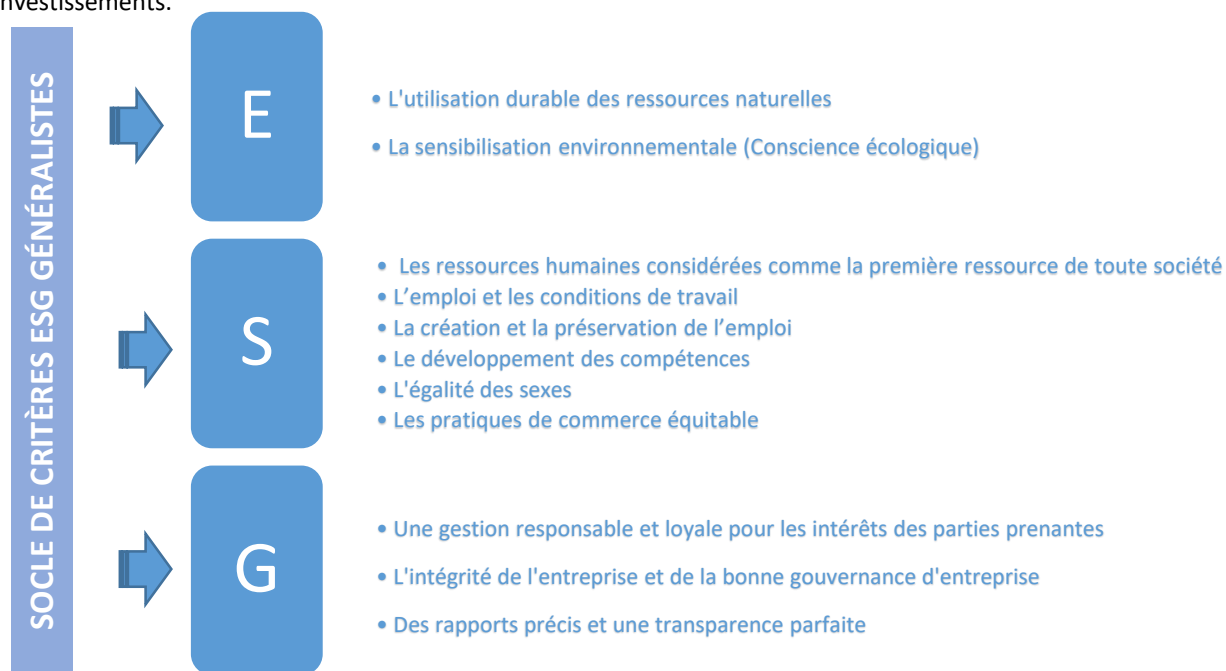 nvestissements.
SOCLE DE CRITÈRES ESG GÉNÉRALISTES
E
• L'utilisation durable des ressources naturelles
• La sensibilisation environnementale (Conscience écologique)
S
• Les ressources humaines considérées comme la première ressource de toute société
• L’emploi et les conditions de travail
• La création et la préservation de l’emploi
• Le développement des compétences
• L'égalité des sexes
• Les pratiques de commerce équitable
G
• Une gestion responsable et loyale pour les intérêts des parties prenantes
• L'intégrité de l'entreprise et de la bonne gouvernance d'entreprise
• Des rapports précis et une transparence parfaite